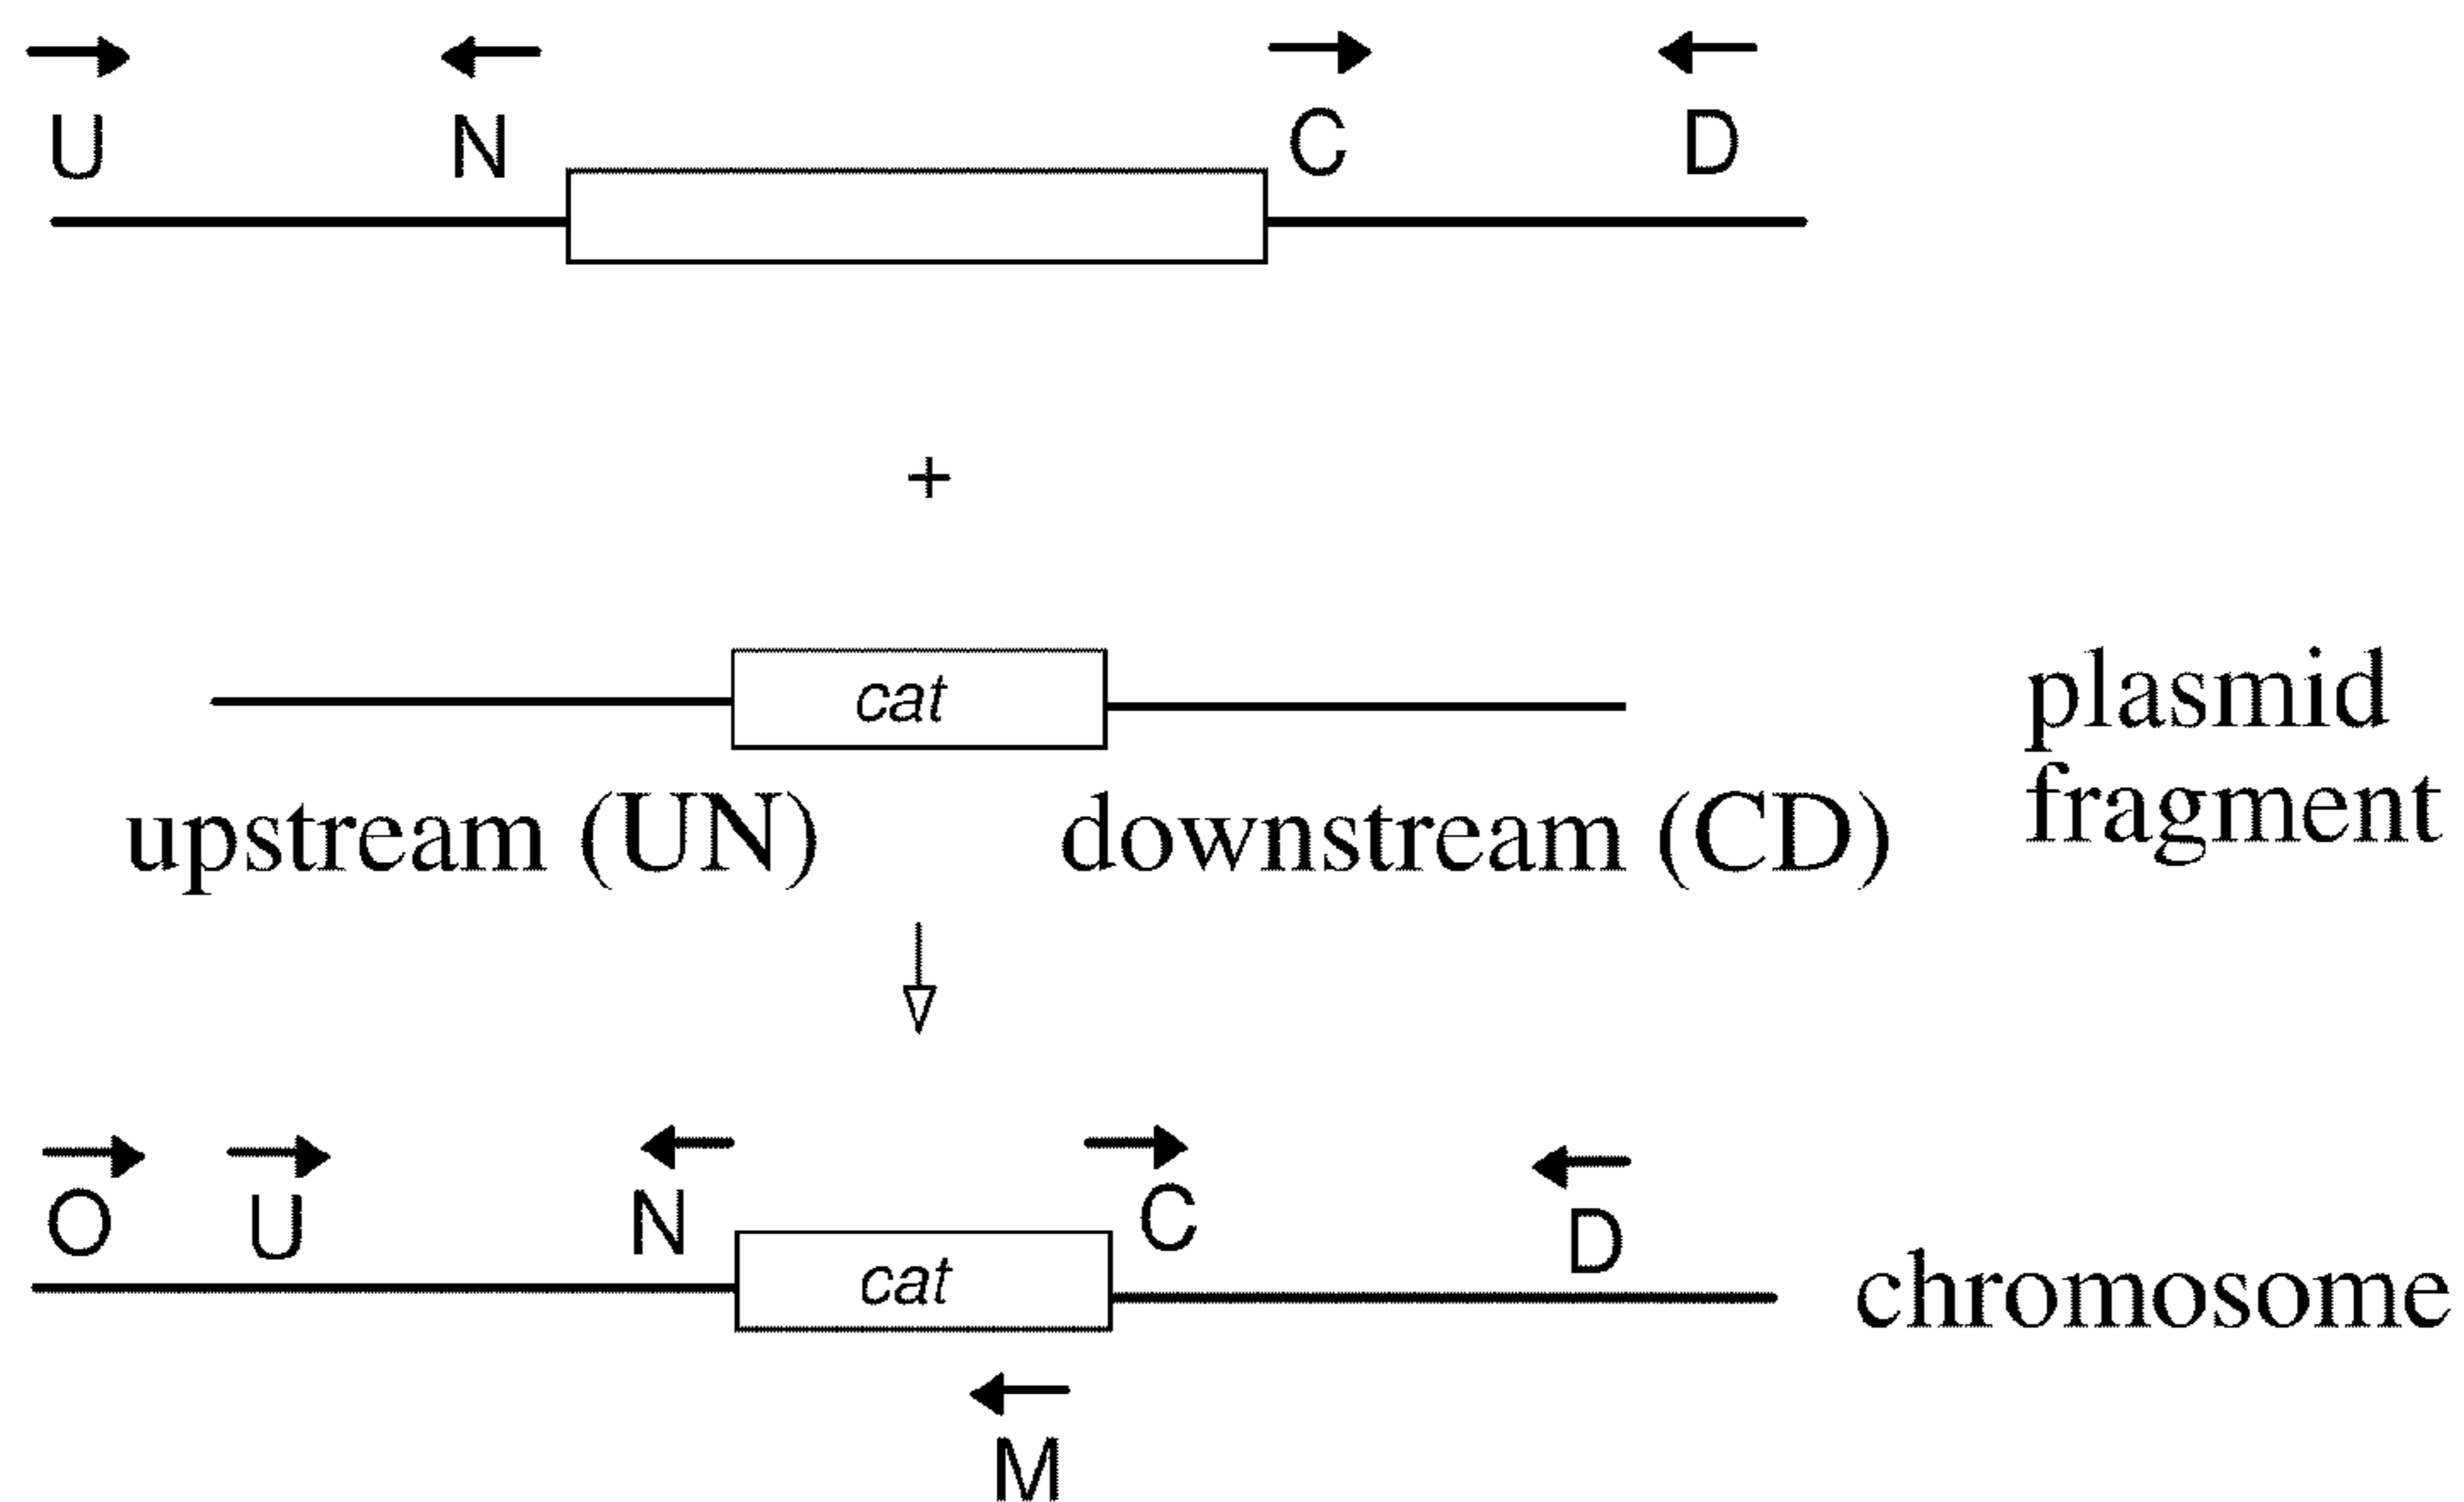 U N C D
+
cat
plasmid
fragment
upstream (UN) downstream (CD)
O U N C D
cat
chromosome
M